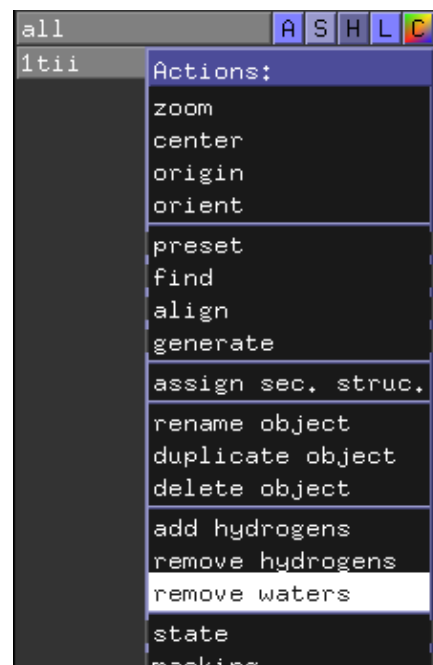 all A S H L C
1tii
Actions:
zoom
center
origin
orient
preset
find
align
generate
assign sec. struc.
rename object
duplicate object
delete object
add hydrogens
remove hydrogens
remove waters
state